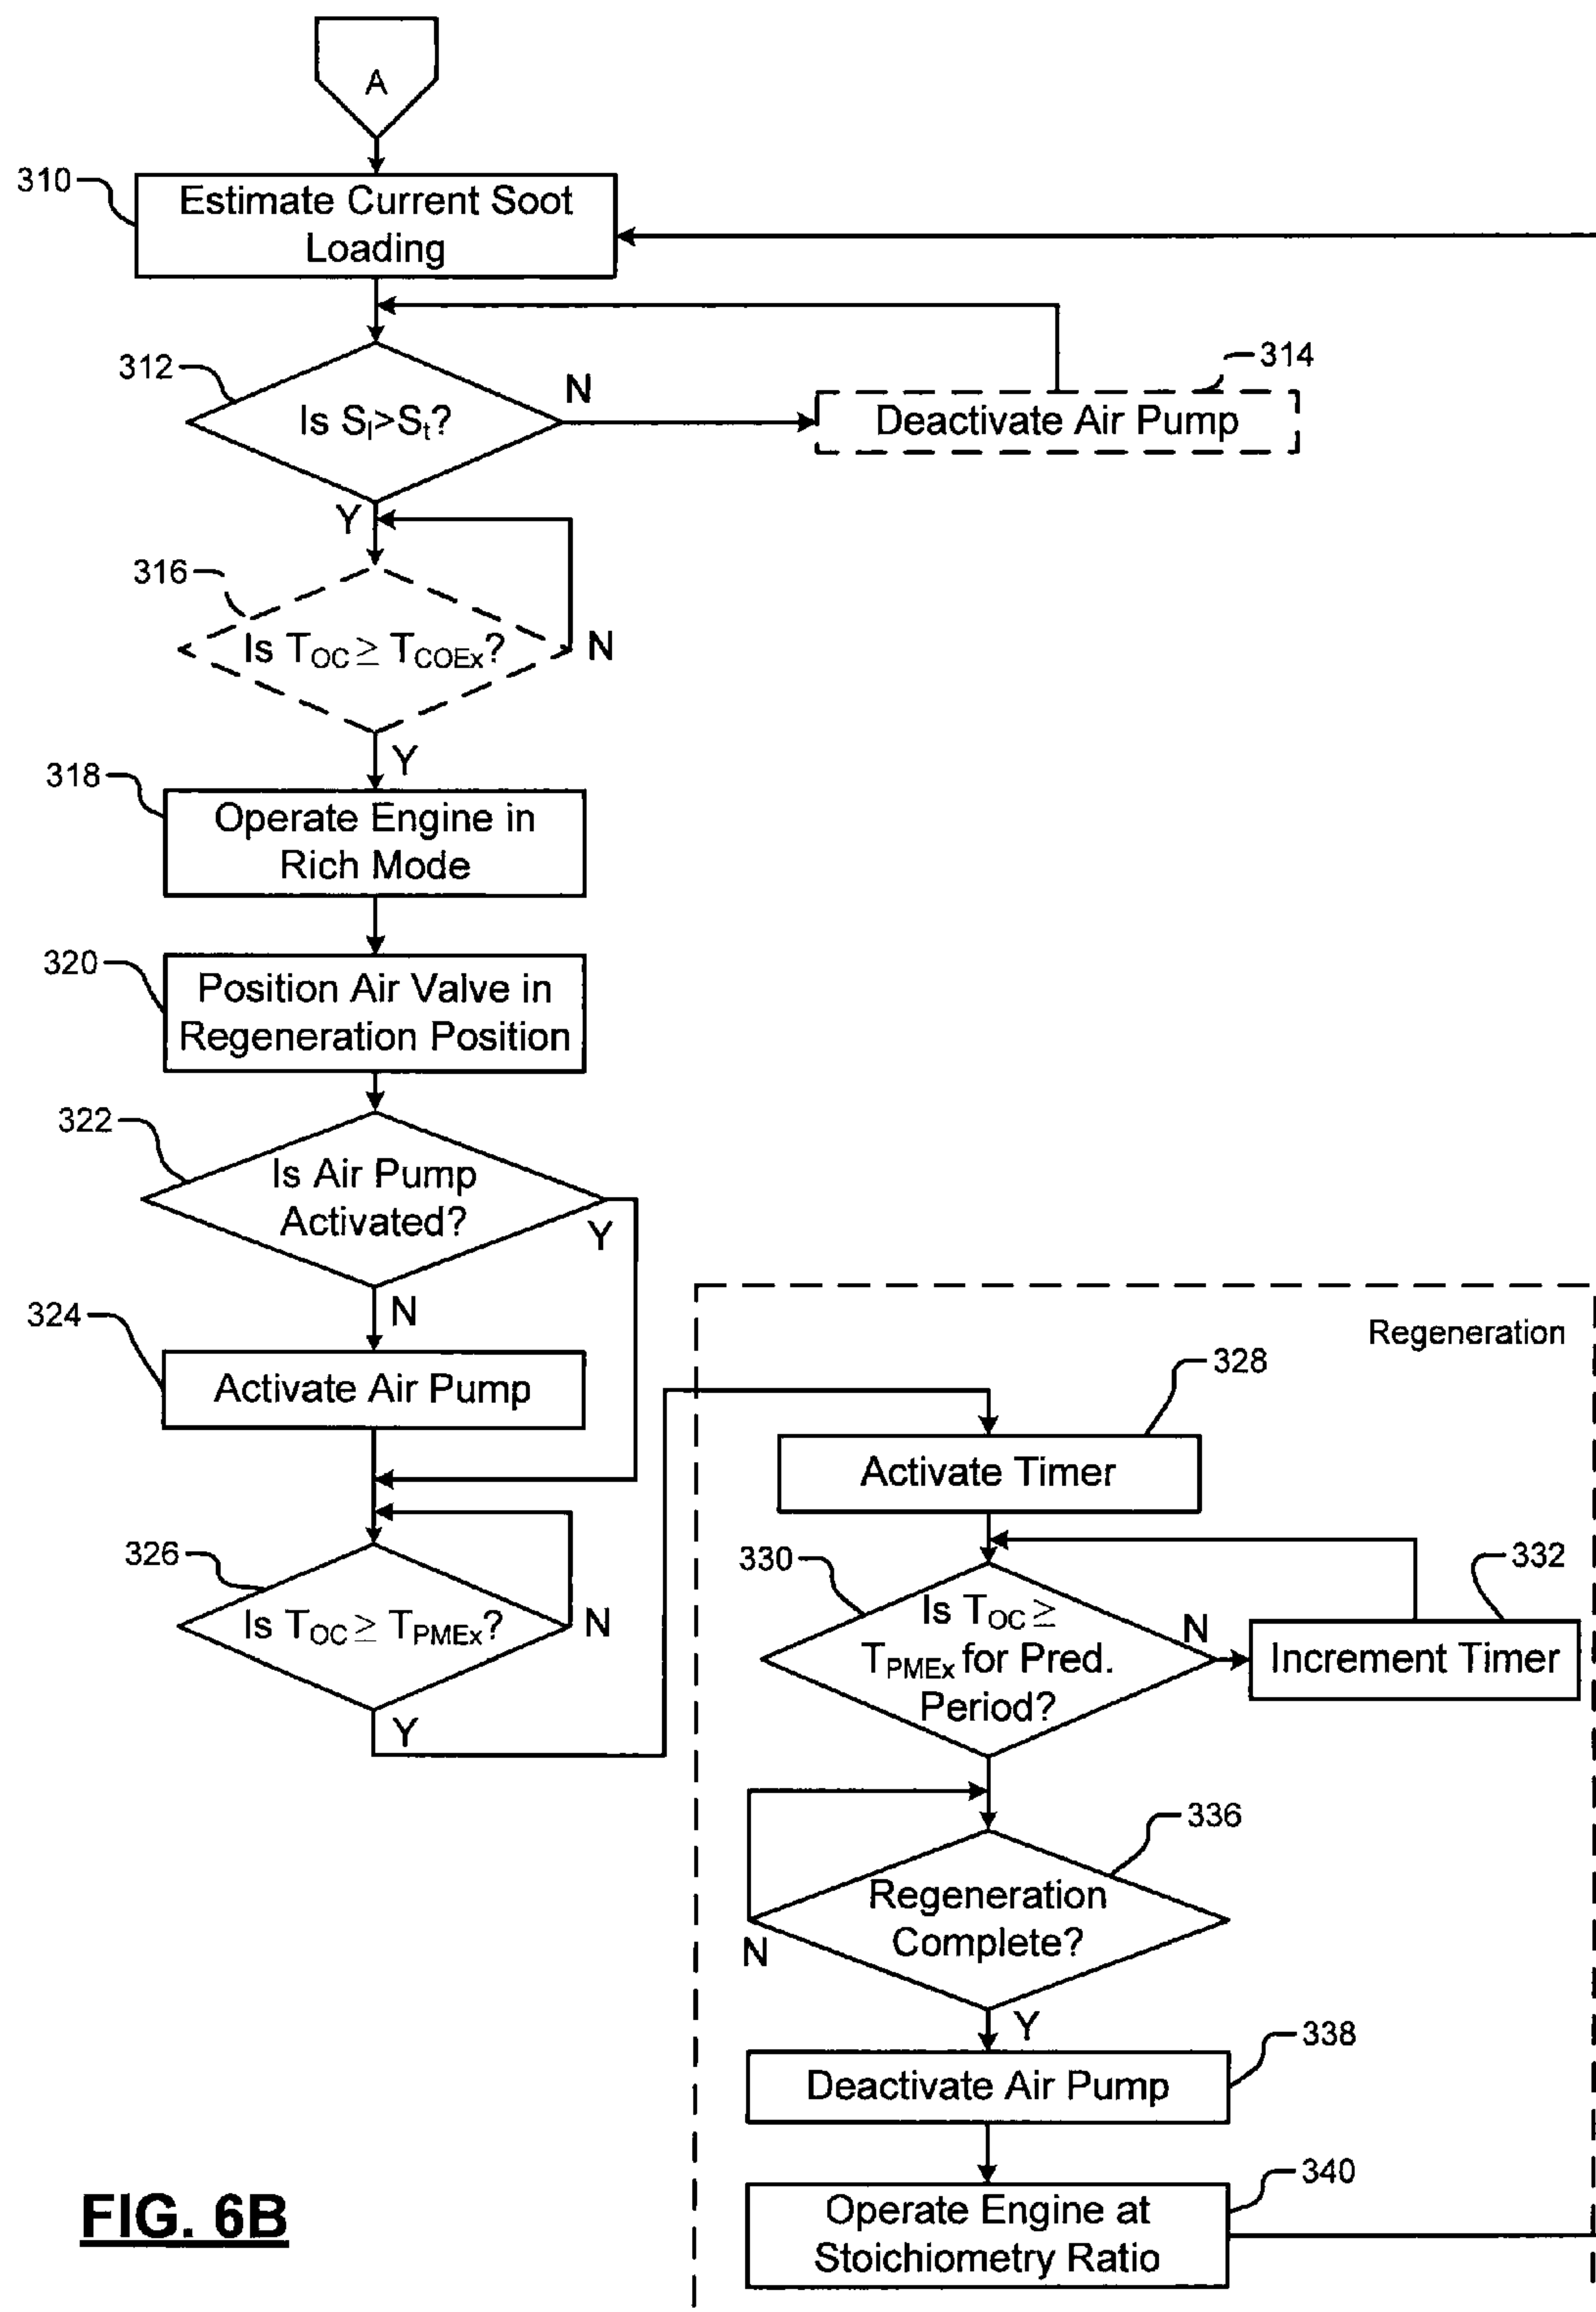 A
310
Estimate Current Soot
Loading
312
Is Sl>St?
N
314
Deactivate Air Pump
Y
316
Is TOC ≥ TCOEx?
N
Y
318
Operate Engine in
Rich Mode
320
Position Air Valve in
Regeneration Position
322
Is Air Pump
Activated?
Y
N
324
Activate Air Pump
326
Is TOC ≥ TPMEx?
N
Y
Regeneration
328
Activate Timer
330
Is TOC ≥
TPMEx for Pred.
Period?
N
332
Increment Timer
336
Regeneration
Complete?
N
Y
338
Deactivate Air Pump
340
Operate Engine at
Stoichiometry Ratio
FIG. 6B